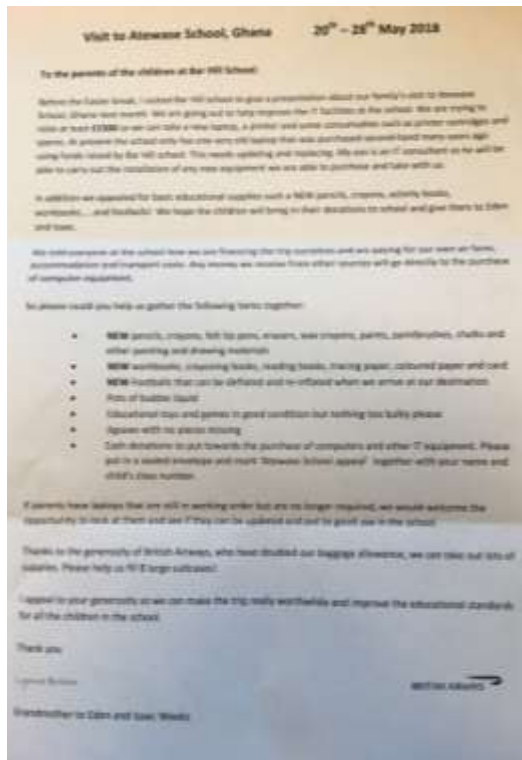 Visit to Atewase School, Ghana 20th – 28th May 2018
To the parents of the children at Bar Hill School:
Before the Easter break, I visited Bar Hill school to give a presentation about our family's visit to Atewase
School, Ghana next month. We are going out to help improve the IT facilities at the school. We are trying to
raise at least £1500 so we can take a new laptop, a printer and some consumables such as printer cartridges and
spares. At present the school only has one very old laptop that was purchased second hand many years ago
using funds raised by Bar Hill school. This needs updating and replacing. My son is an IT consultant so he will be
able to carry out the installation of any new equipment we are able to purchase and take with us.
In addition we appealed for basic educational supplies such a NEW pencils, crayons, activity books,
workbooks.... and footballs! We hope the children will bring in their donations to school and give them to Eden
and Isaac.
We told everyone at the school how we are financing the trip ourselves and are paying for our own air fares,
accommodation and transport costs. Any money we receive from other sources will go directly to the purchase
of computer equipment.
So please could you help us gather the following items together:
• NEW pencils, crayons, felt tip pens, erasers, wax crayons, paints, paintbrushes, chalks and
other painting and drawing materials
• NEW workbooks, colouring books, reading books, tracing paper, coloured paper and card
• NEW Footballs that can be deflated and re-inflated when we arrive at our destination
• Pots of bubble liquid
• Educational toys and games in good condition but nothing too bulky please
• Jigsaws with no pieces missing
• Cash donations to put towards the purchase of computers and other IT equipment. Please
put in a sealed envelope and mark 'Atewase School appeal' together with your name and
child's class number.
If parents have laptops that are still in working order but are no longer required, we would welcome the
opportunity to look at them and see if they can be updated and put to good use in the school.
Thanks to the generosity of British Airways, who have doubled our baggage allowance, we can take out lots of
supplies. Please help us fill 8 large suitcases!
I appeal to your generosity so we can make the trip really worthwhile and improve the educational standards
for all the children in the school.
Thank you
BRITISH AIRWAYS
Grandmother to Eden and Isaac Weeks